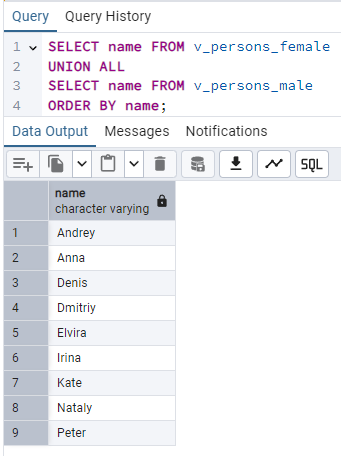 Query Query History
1 SELECT name FROM v_persons_female
2 UNION ALL
3 SELECT name FROM v_persons_male
4 ORDER BY name;
Data Output Messages Notifications
SQL
name
character varying
1 Andrey
2 Anna
3 Denis
4 Dmitriy
5 Elvira
6 Irina
7 Kate
8 Nataly
9 Peter